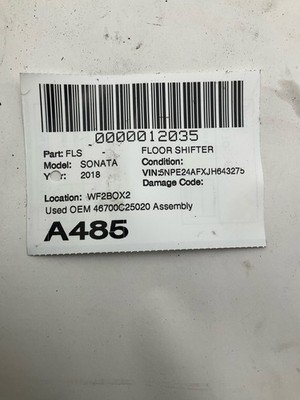 0000012035
Part: FLS FLOOR SHIFTER
Model: SONATA Condition:
Year: 2018 VIN:5NPE24AFXJH643275
Damage Code:
Location: WF2BOX2
Used OEM 46700C25020 Assembly
A485